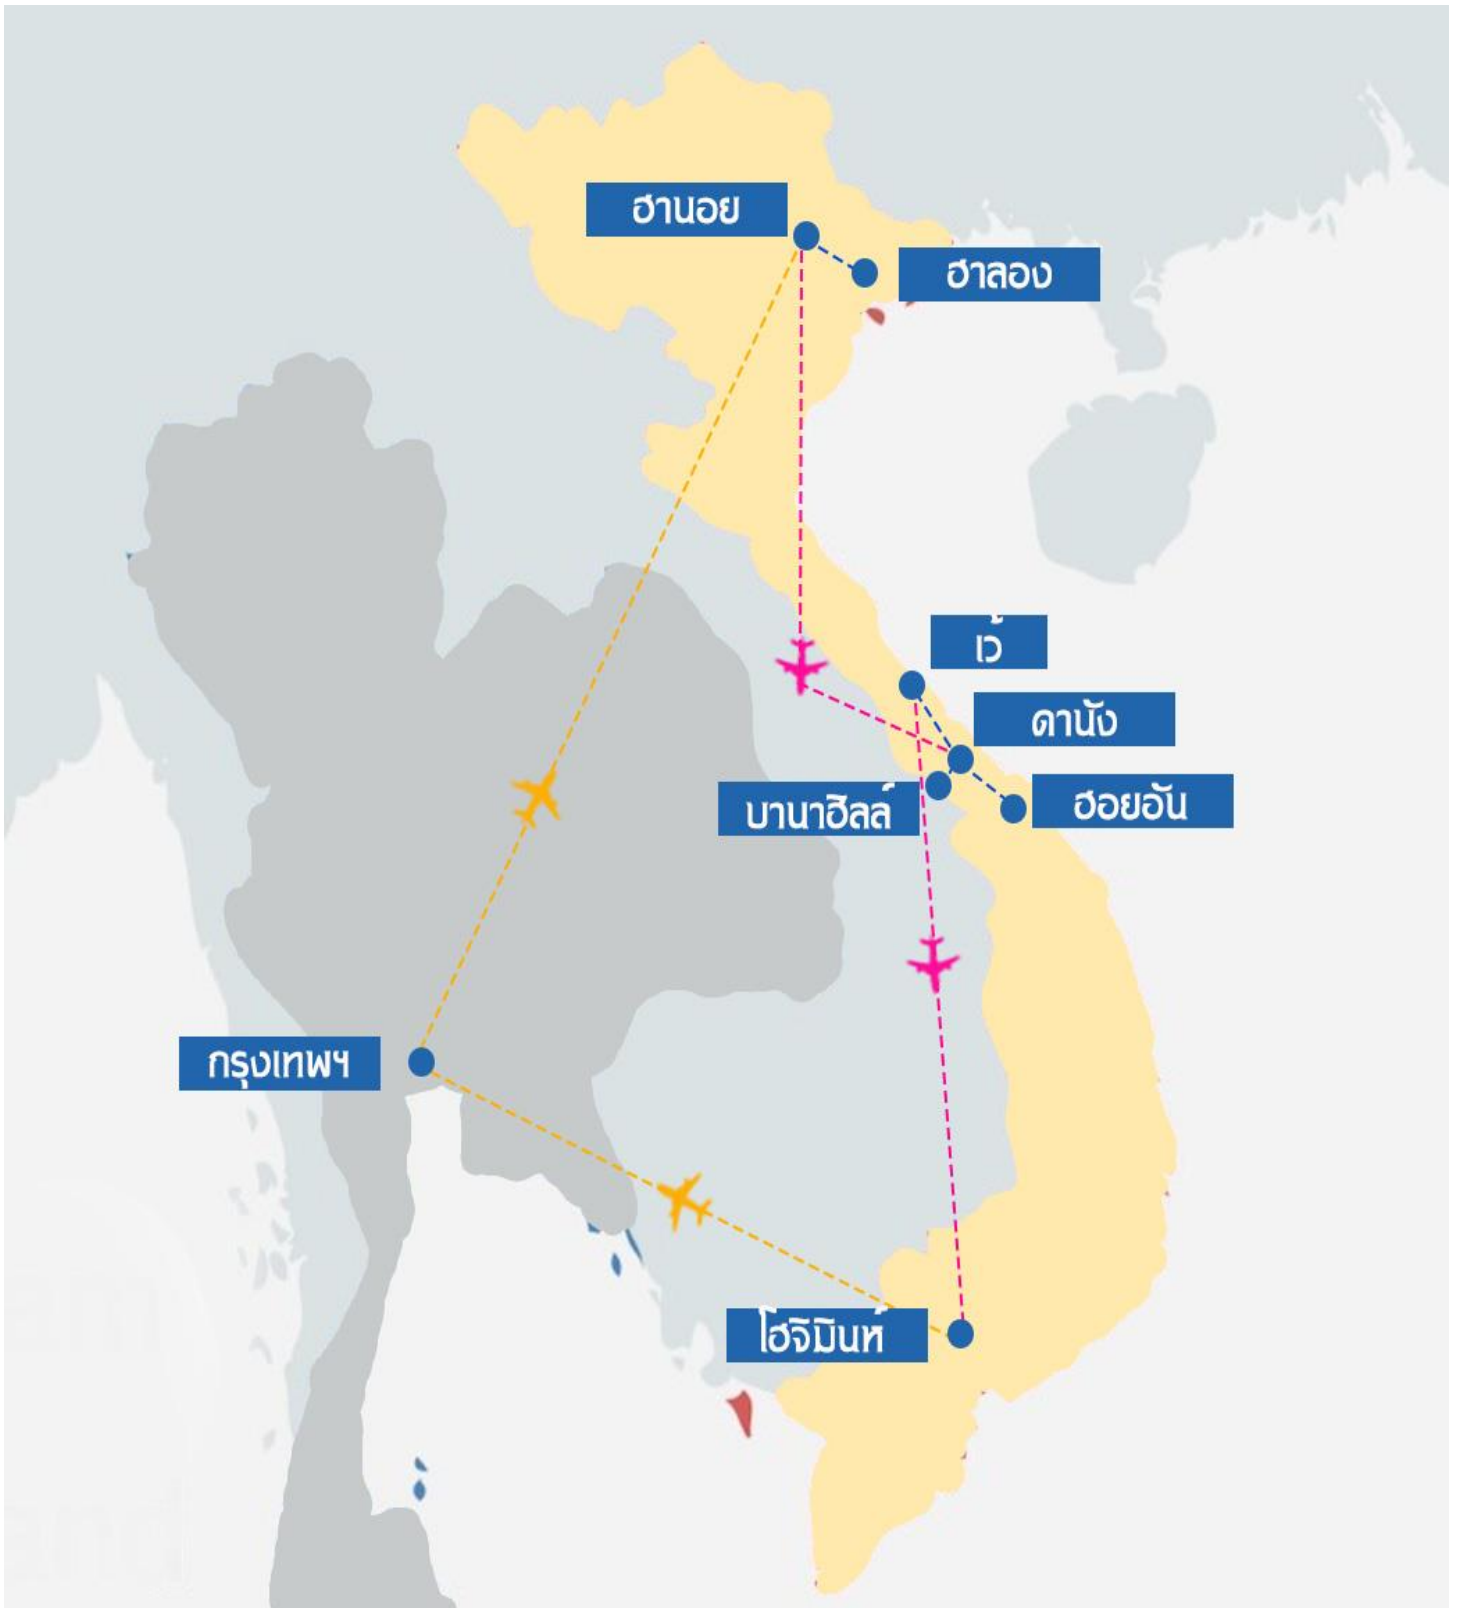 ฮานอย
ฮาลอง
เว้
ดานัง
บานาฮิลล์
ฮอยอัน
กรุงเทพฯ
โฮจิมินห์